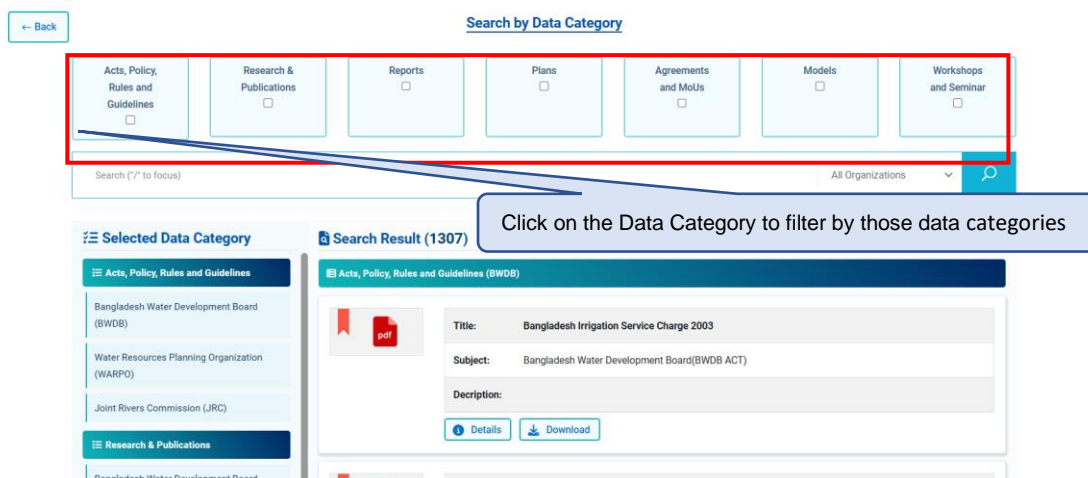 ← Back
Search by Data Category
Acts, Policy,
Rules and
Guidelines
Research &
Publications
Reports
Plans
Agreements
and MoUs
Models
Workshops
and Seminar
Search ("/" to focus)
All Organizations
Click on the Data Category to filter by those data categories
Selected Data Category
Acts, Policy, Rules and Guidelines
Bangladesh Water Development Board
(BWDB)
Water Resources Planning Organization
(WARPO)
Joint Rivers Commission (JRC)
Research & Publications
Bangladesh Water Development Board
Search Result (1307)
Acts, Policy, Rules and Guidelines (BWDB)
pdf
Title: Bangladesh Irrigation Service Charge 2003
Subject: Bangladesh Water Development Board(BWDB ACT)
Decription:
Details
Download